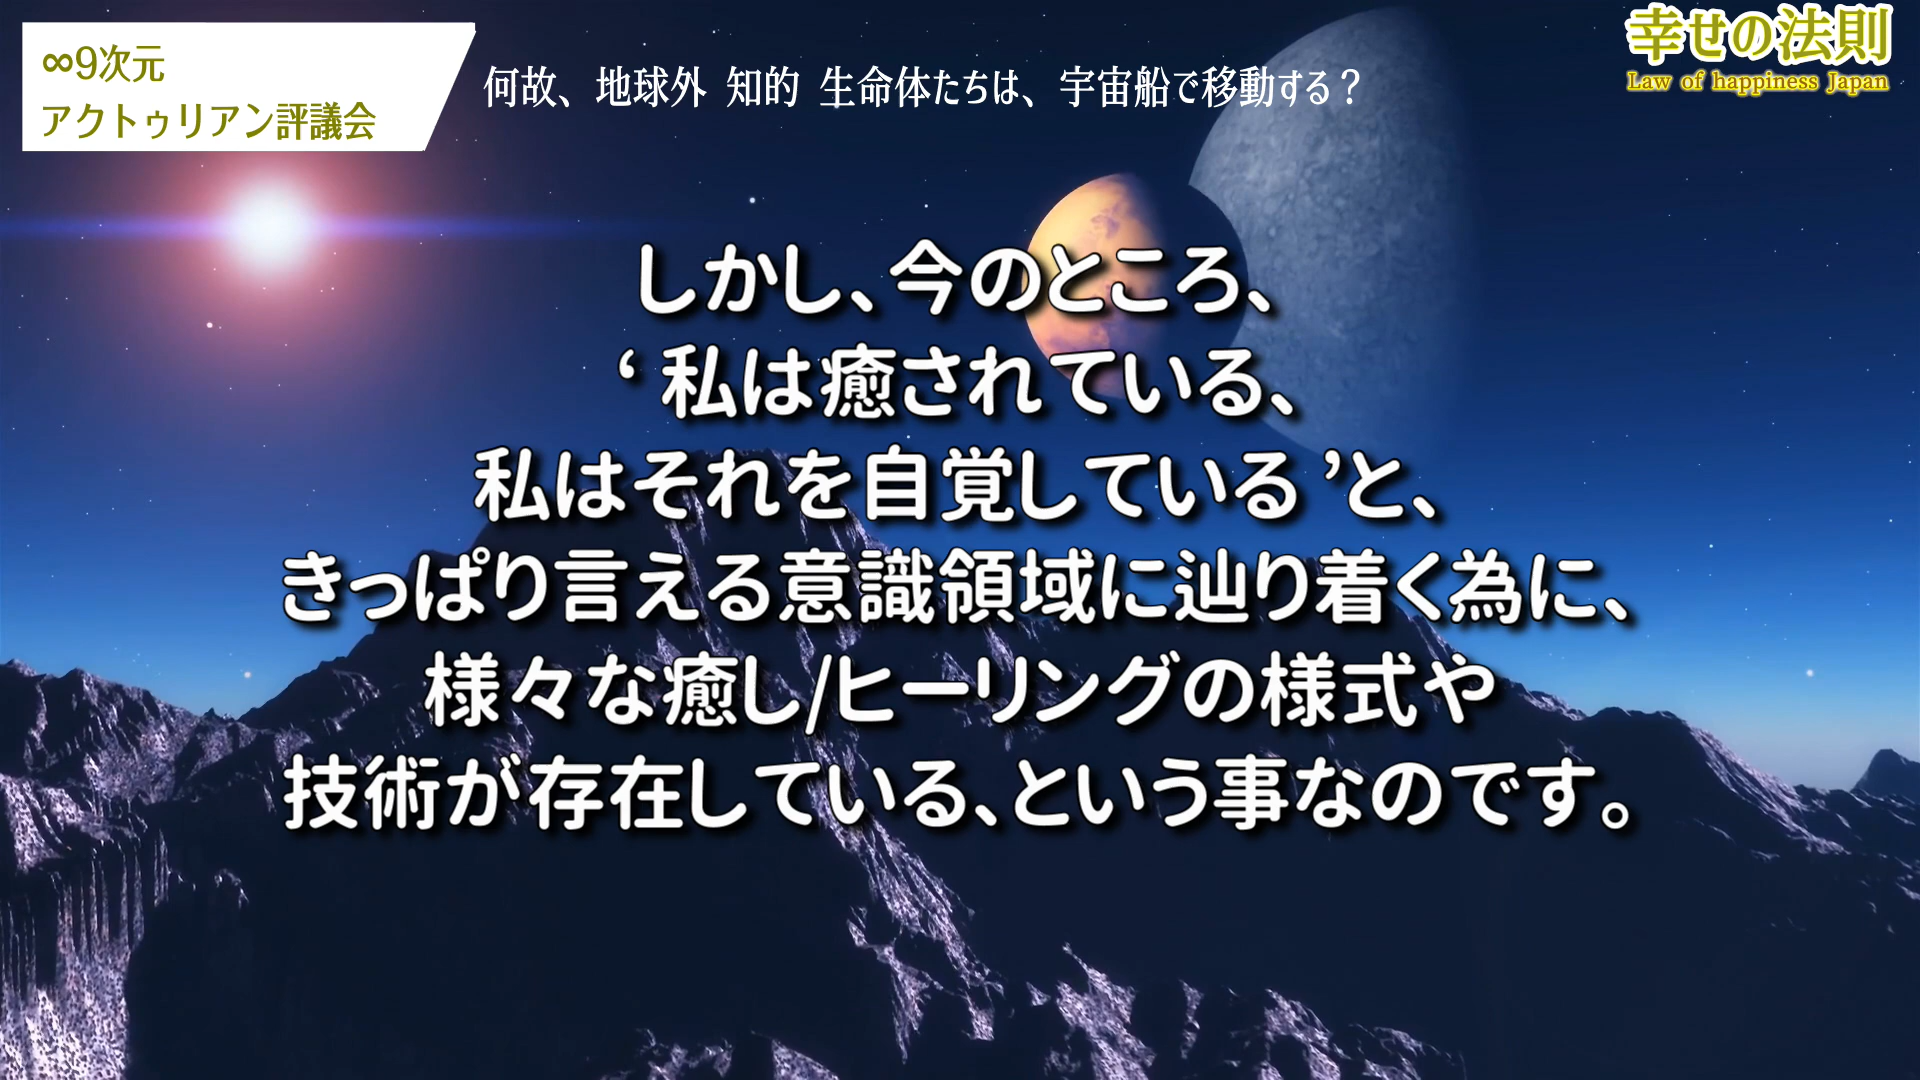 ∞9次元
アクトゥリアン評議会
何故、地球外 知的 生命体たちは、宇宙船で移動する？
幸せの法則
Law of happiness Japan
しかし、今のところ、
‘ 私は癒されている、
私はそれを自覚している ’と、
きっぱり言える意識領域に辿り着く為に、
様々な癒し/ヒーリングの様式や
技術が存在している、という事なのです。